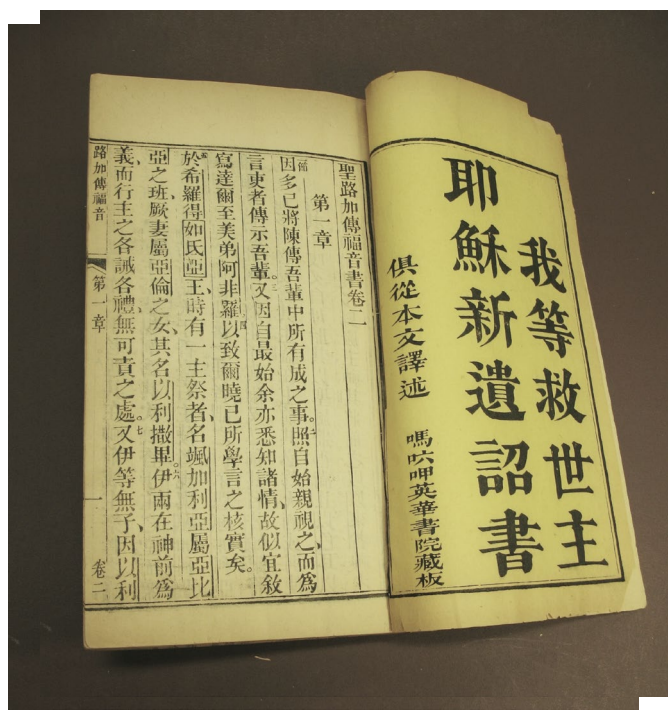 我等救世主
耶穌新遺詔書
俱從本文譯述
嗎㕭呷英華書院藏板
聖路加傳福音書卷二
第一章
因多已將陳傳吾輩中所有成之事。照自始親視之、而為
言吏者傳示吾輩。又因自最始余亦悉知諸情、故似宜敘
寫達爾至美弟阿非羅、以致爾曉已所學言之核實矣。
於希羅得如氏亞王、時有一主祭者、名颯加利亞屬亞比
亞之班、厥妻屬亞倫之女、其名以利撒畢。伊兩在神前為
義、而行主之各誡各禮、無可責之處。又伊等無子、因以利
路加傳福音
第一章
一
卷二